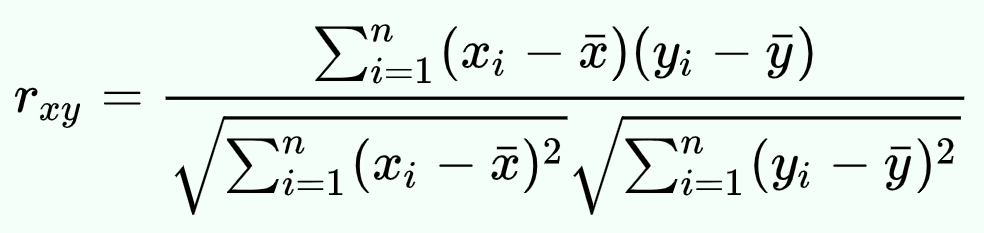 r_{xy} = \frac{\sum_{i=1}^{n}(x_i - \bar{x})(y_i - \bar{y})}{\sqrt{\sum_{i=1}^{n}(x_i - \bar{x})^2}\sqrt{\sum_{i=1}^{n}(y_i - \bar{y})^2}}